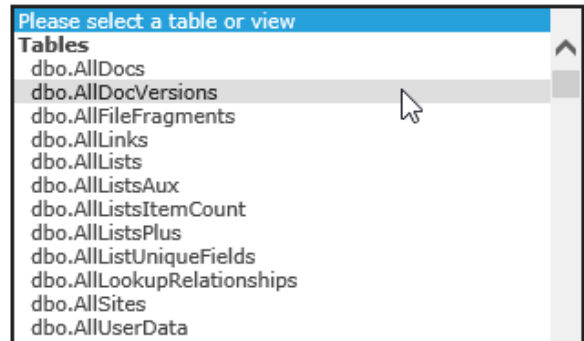 Please select a table or view
Tables
dbo.AllDocs
dbo.AllDocVersions
dbo.AllFileFragments
dbo.AllLinks
dbo.AllLists
dbo.AllListsAux
dbo.AllListsItemCount
dbo.AllListsPlus
dbo.AllListUniqueFields
dbo.AllLookupRelationships
dbo.AllSites
dbo.AllUserData